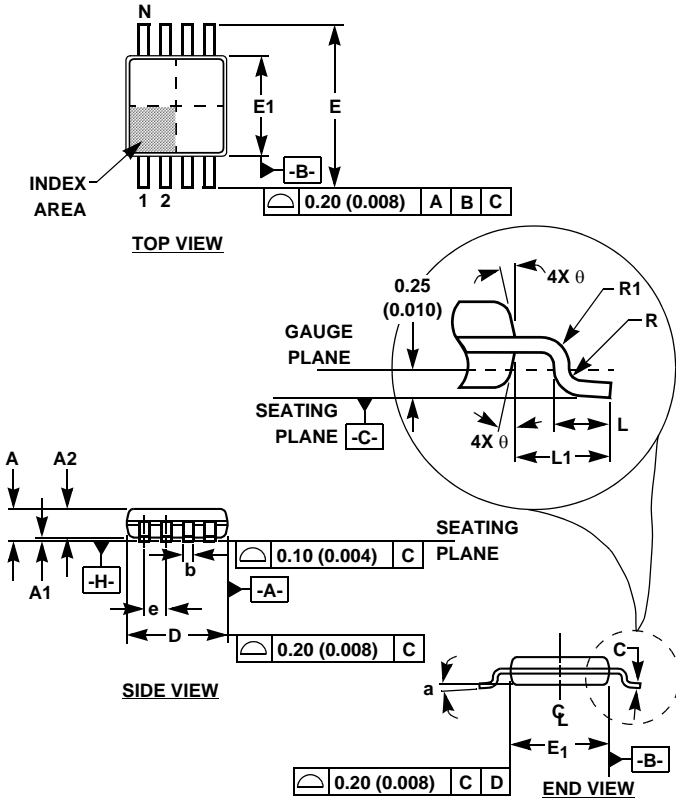 N
E1
E
-B-
INDEX
AREA
1 2
0.20 (0.008) A B C
TOP VIEW
0.25
(0.010)
4X θ
R1
R
GAUGE
PLANE
SEATING
PLANE
-C-
4X θ
L
L1
A
A2
SEATING
PLANE
0.10 (0.004) C
b
-H-
A1
-A-
e
D
0.20 (0.008) C
SIDE VIEW
C
a
C
L
E1
-B-
0.20 (0.008) C D
END VIEW